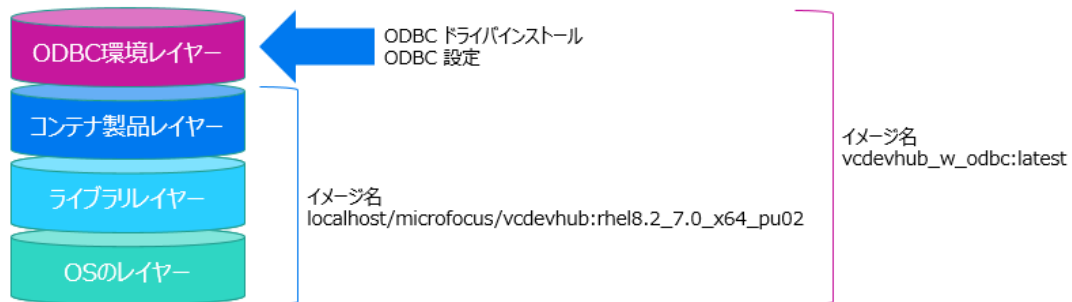 ODBC環境レイヤー
ODBC ドライバインストール
ODBC 設定
コンテナ製品レイヤー
イメージ名
vcdevhub_w_odbc:latest
ライブラリレイヤー
イメージ名
localhost/microfocus/vcdevhub:rhel8.2_7.0_x64_pu02
OSのレイヤー